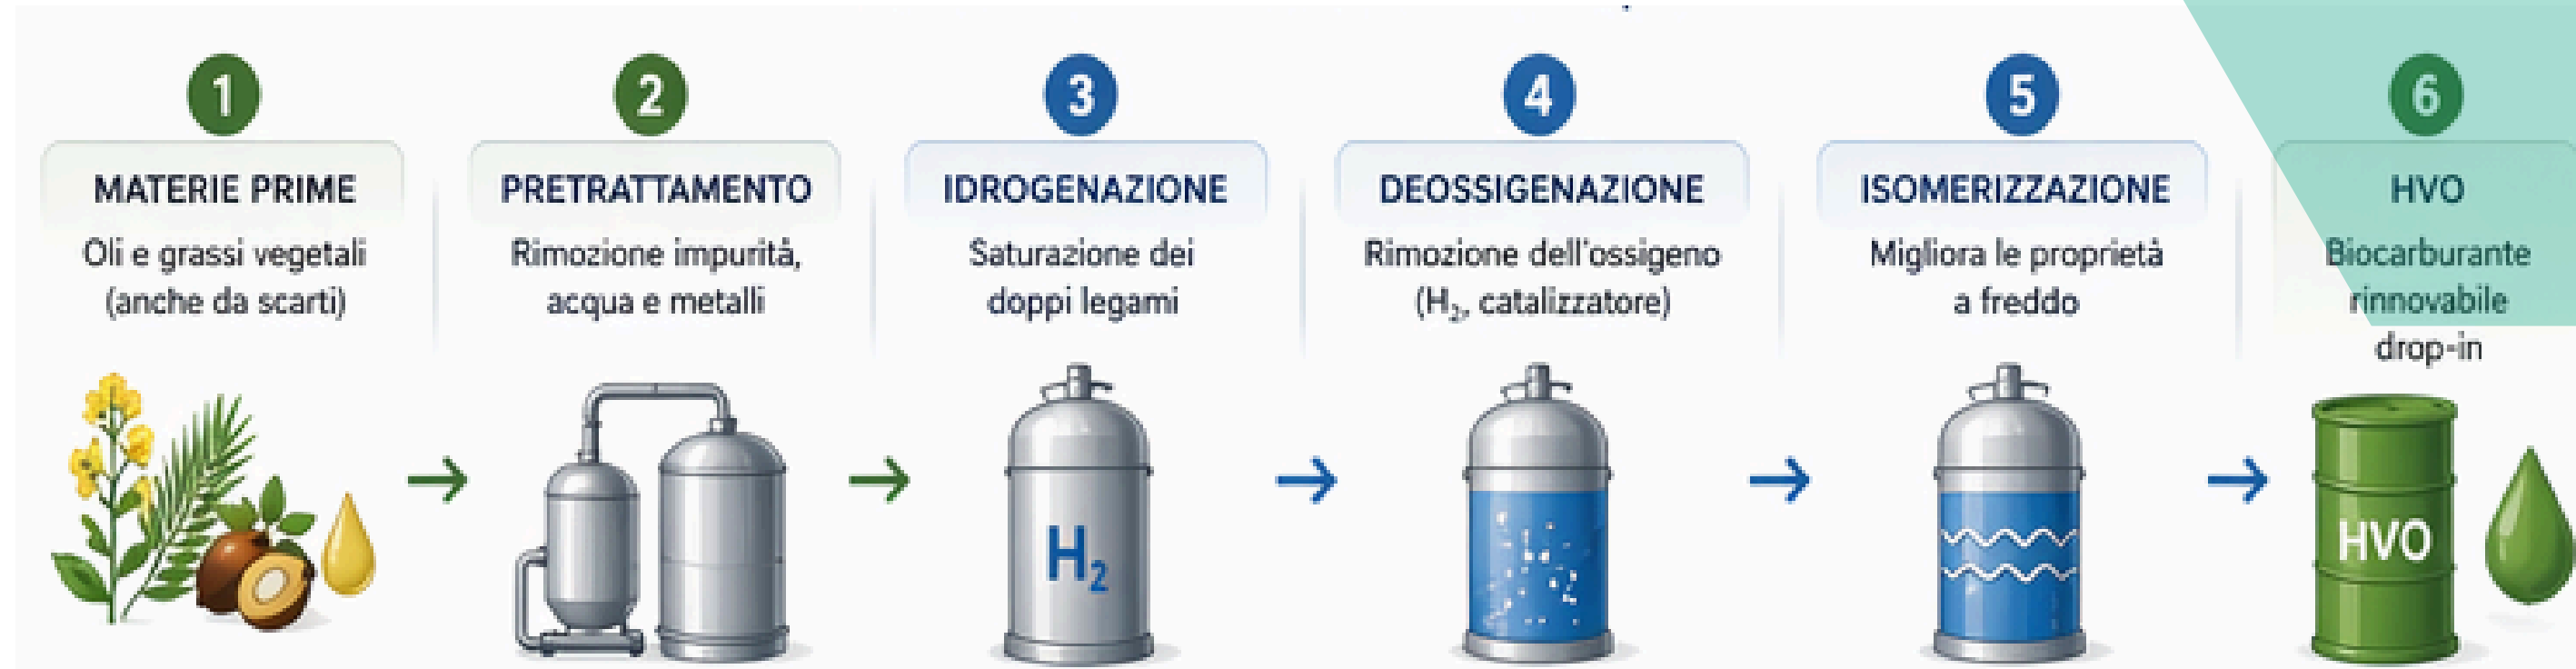 1
MATERIE PRIME
Oli e grassi vegetali
(anche da scarti)
2
PRETRATTAMENTO
Rimozione impurità,
acqua e metalli
3
IDROGENAZIONE
Saturazione dei
doppi legami
H₂
4
DEOSSIGENAZIONE
Rimozione dell'ossigeno
(H₂, catalizzatore)
5
ISOMERIZZAZIONE
Migliora le proprietà
a freddo
6
HVO
Biocarburante
rinnovabile
drop-in
HVO